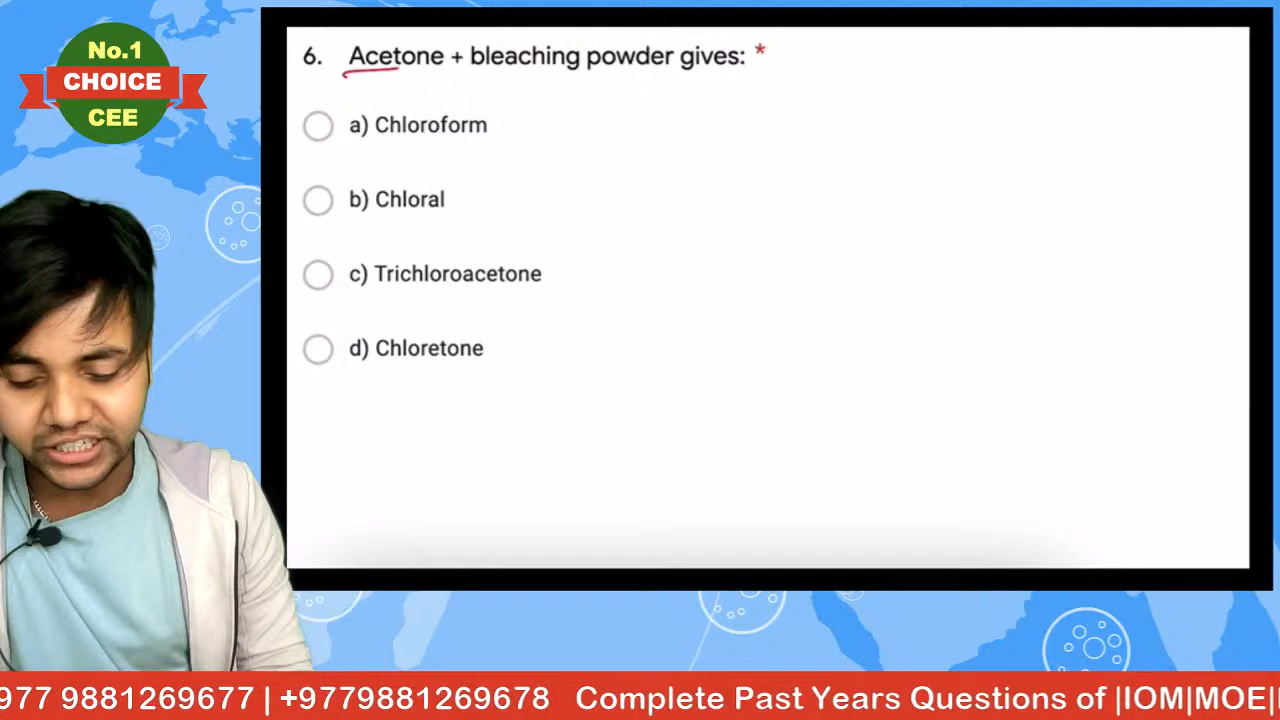 No.1
CHOICE
CEE
6. Acetone + bleaching powder gives: *
a) Chloroform
b) Chloral
c) Trichloroacetone
d) Chloretone
977 9881269677 | +9779881269678 Complete Past Years Questions of |IOM|MOE|